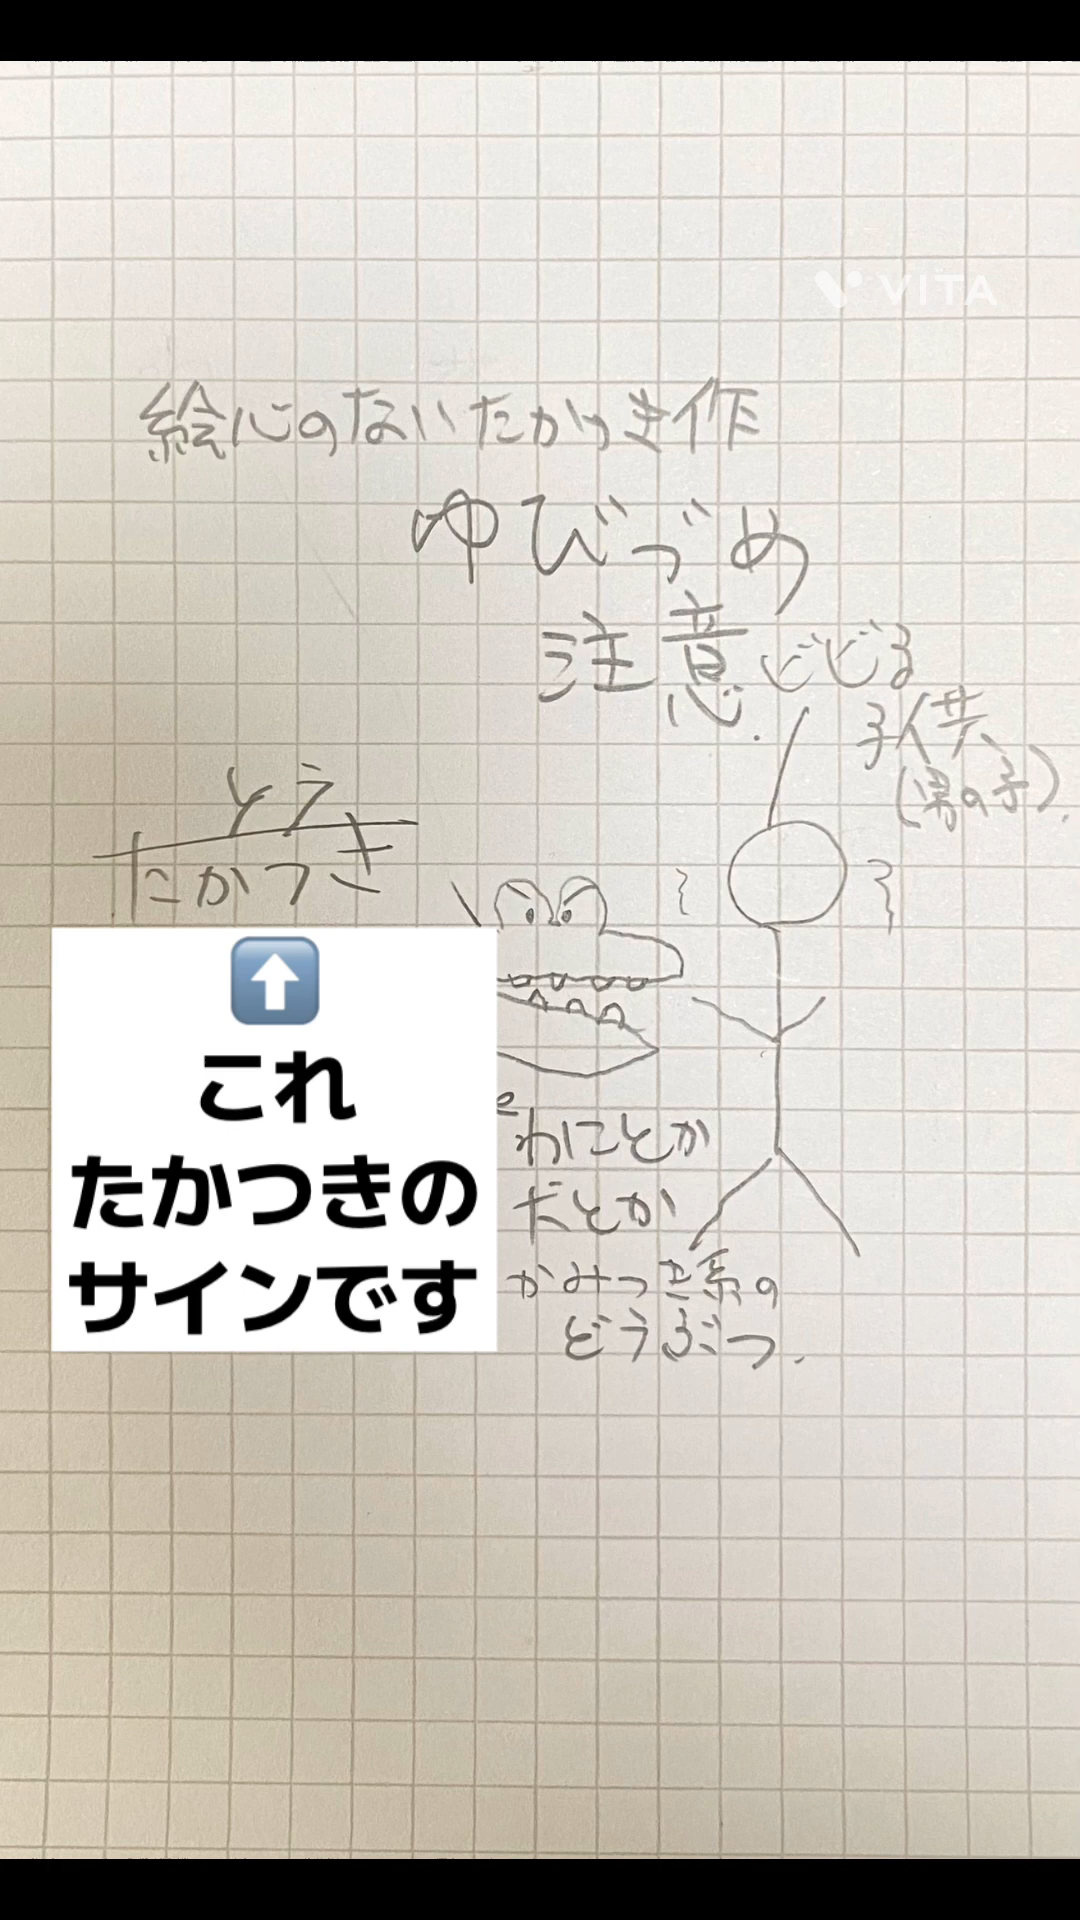 VITA
絵心のないたかつき作
ゆびづめ
注意
ビビる
子供
(男の子).
とう
たかつき
⬆️
これ
たかつきの
サインです
わにとか
だとか
かみつき系の
どうぶつ.